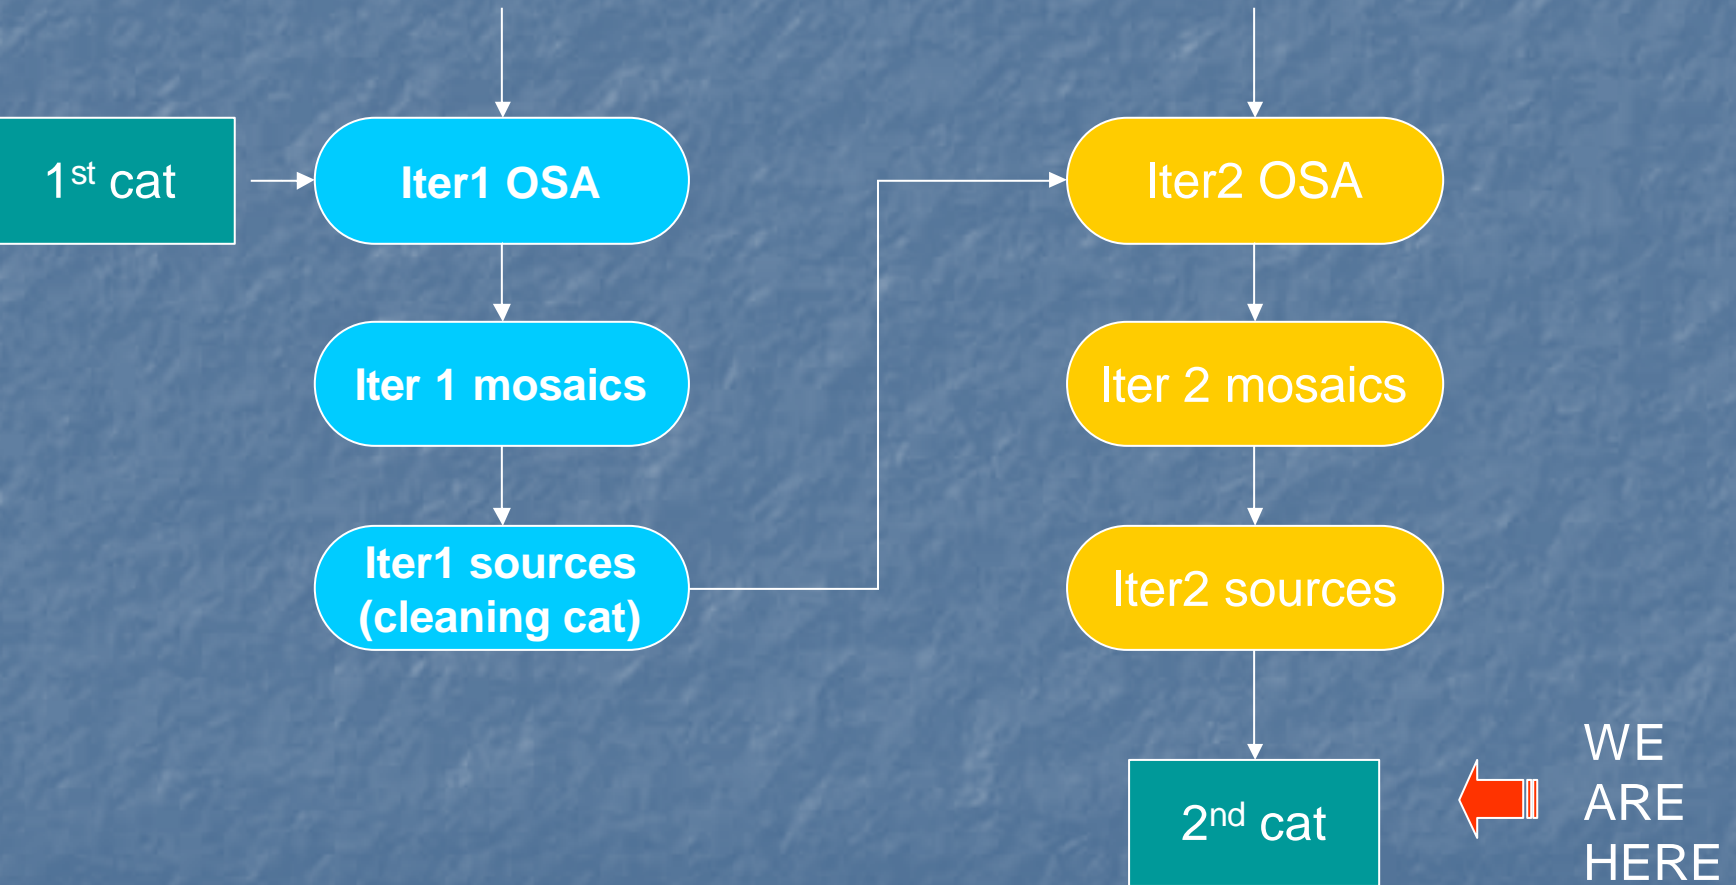 1st cat
Iter1 OSA
Iter 1 mosaics
Iter1 sources
(cleaning cat)
Iter2 OSA
Iter 2 mosaics
Iter2 sources
2nd cat
WE
ARE
HERE